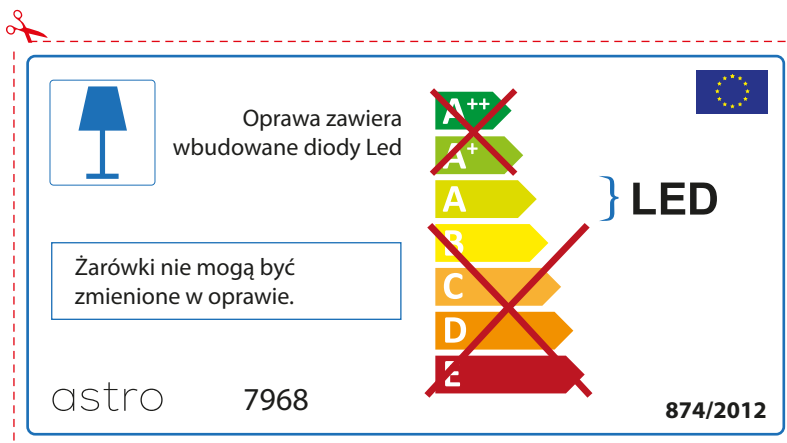 Oprawa zawiera
wbudowane diody Led
A++
A+
A
B
C
D
E
LED
Żarówki nie mogą być
zmienione w oprawie.
astro
7968
874/2012